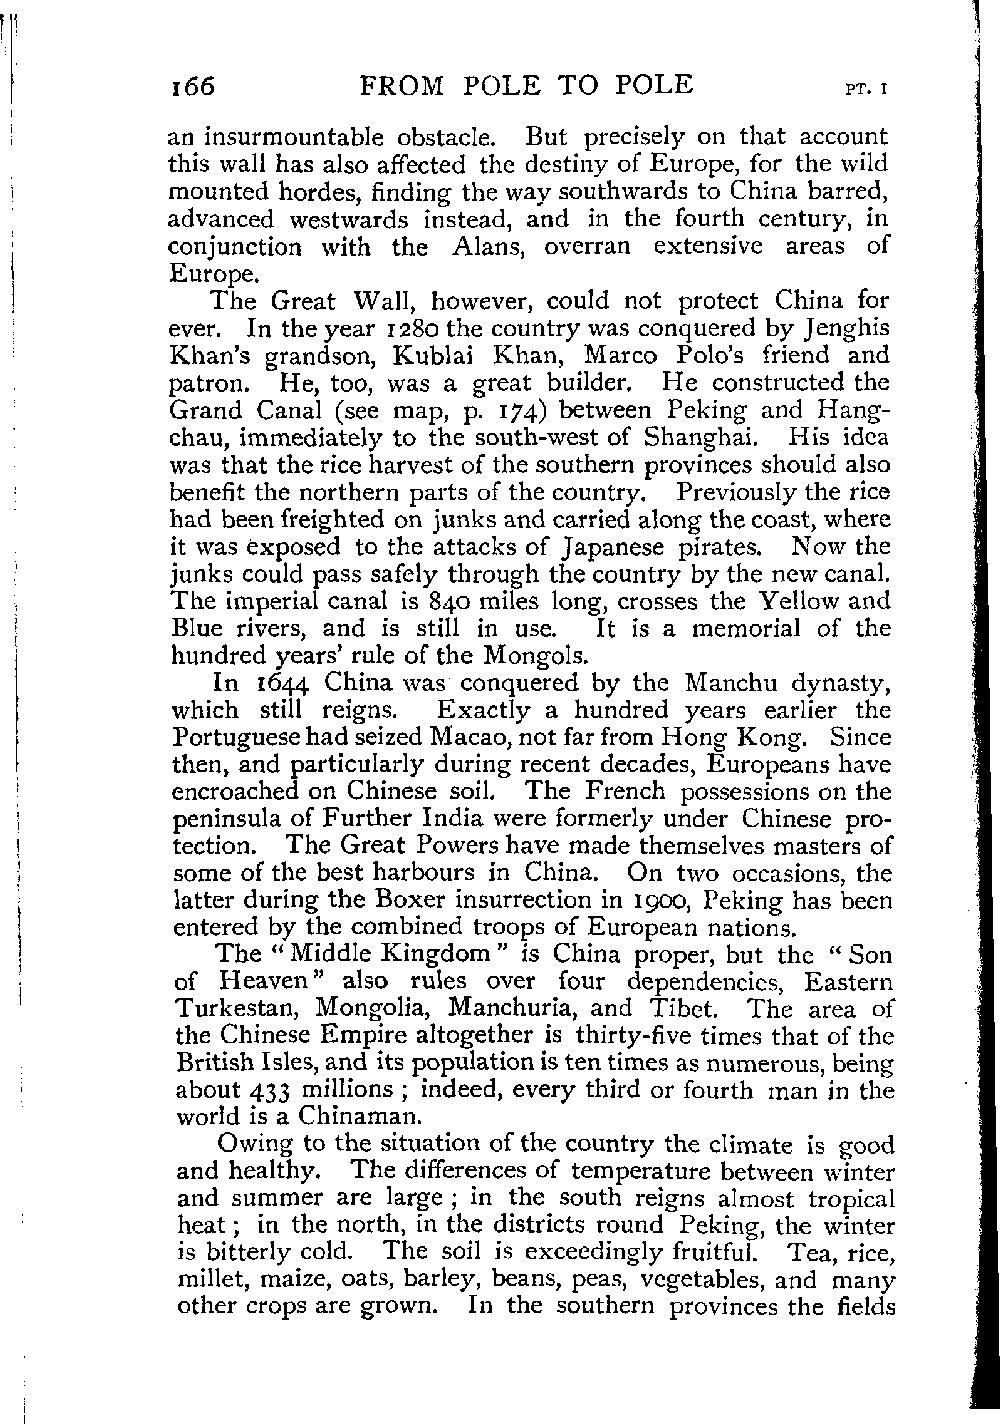 166 FROM POLE TO POLE PT. I
an insurmountable obstacle. But precisely on that account
this wall has also affected the destiny of Europe, for the wild
mounted hordes, finding the way southwards to China barred,
advanced westwards instead, and in the fourth century, in
conjunction with the Alans, overran extensive areas of
Europe.
The Great Wall, however, could not protect China for
ever. In the year 1280 the country was conquered by Jenghis
Khan's grandson, Kublai Khan, Marco Polo's friend and
patron. He, too, was a great builder. He constructed the
Grand Canal (see map, p. 174) between Peking and Hang-
chau, immediately to the south-west of Shanghai. His idea
was that the rice harvest of the southern provinces should also
benefit the northern parts of the country. Previously the rice
had been freighted on junks and carried along the coast, where
it was exposed to the attacks of Japanese pirates. Now the
junks could pass safely through the country by the new canal.
The imperial canal is 840 miles long, crosses the Yellow and
Blue rivers, and is still in use. It is a memorial of the
hundred years' rule of the Mongols.
In 1644 China was conquered by the Manchu dynasty,
which still reigns. Exactly a hundred years earlier the
Portuguese had seized Macao, not far from Hong Kong. Since
then, and particularly during recent decades, Europeans have
encroached on Chinese soil. The French possessions on the
peninsula of Further India were formerly under Chinese pro-
tection. The Great Powers have made themselves masters of
some of the best harbours in China. On two occasions, the
latter during the Boxer insurrection in 1900, Peking has been
entered by the combined troops of European nations.
The "Middle Kingdom" is China proper, but the "Son
of Heaven" also rules over four dependencies, Eastern
Turkestan, Mongolia, Manchuria, and Tibet. The area of
the Chinese Empire altogether is thirty-five times that of the
British Isles, and its population is ten times as numerous, being
about 433 millions; indeed, every third or fourth man in the
world is a Chinaman.
Owing to the situation of the country the climate is good
and healthy. The differences of temperature between winter
and summer are large; in the south reigns almost tropical
heat; in the north, in the districts round Peking, the winter
is bitterly cold. The soil is exceedingly fruitful. Tea, rice,
millet, maize, oats, barley, beans, peas, vegetables, and many
other crops are grown. In the southern provinces the fields